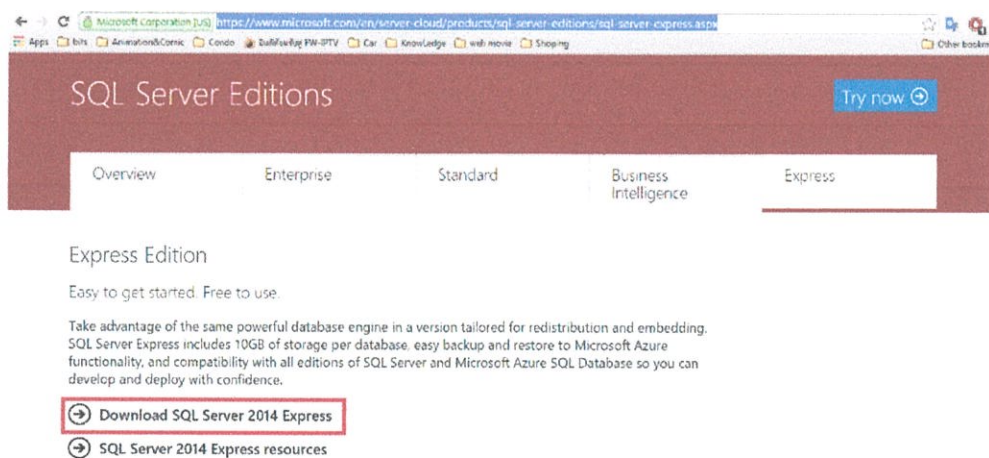 Microsoft Corporation [US] https://www.microsoft.com/en/server-cloud/products/sql-server-editions/sql-server-express.aspx
Apps bits Animation&Comic Condo FW-IPTV Car KnowLedge web movie Shoping Other bookm
SQL Server Editions
Try now
Overview Enterprise Standard Business Intelligence Express
Express Edition
Easy to get started. Free to use.
Take advantage of the same powerful database engine in a version tailored for redistribution and embedding.
SQL Server Express includes 10GB of storage per database, easy backup and restore to Microsoft Azure
functionality, and compatibility with all editions of SQL Server and Microsoft Azure SQL Database so you can
develop and deploy with confidence.
Download SQL Server 2014 Express
SQL Server 2014 Express resources